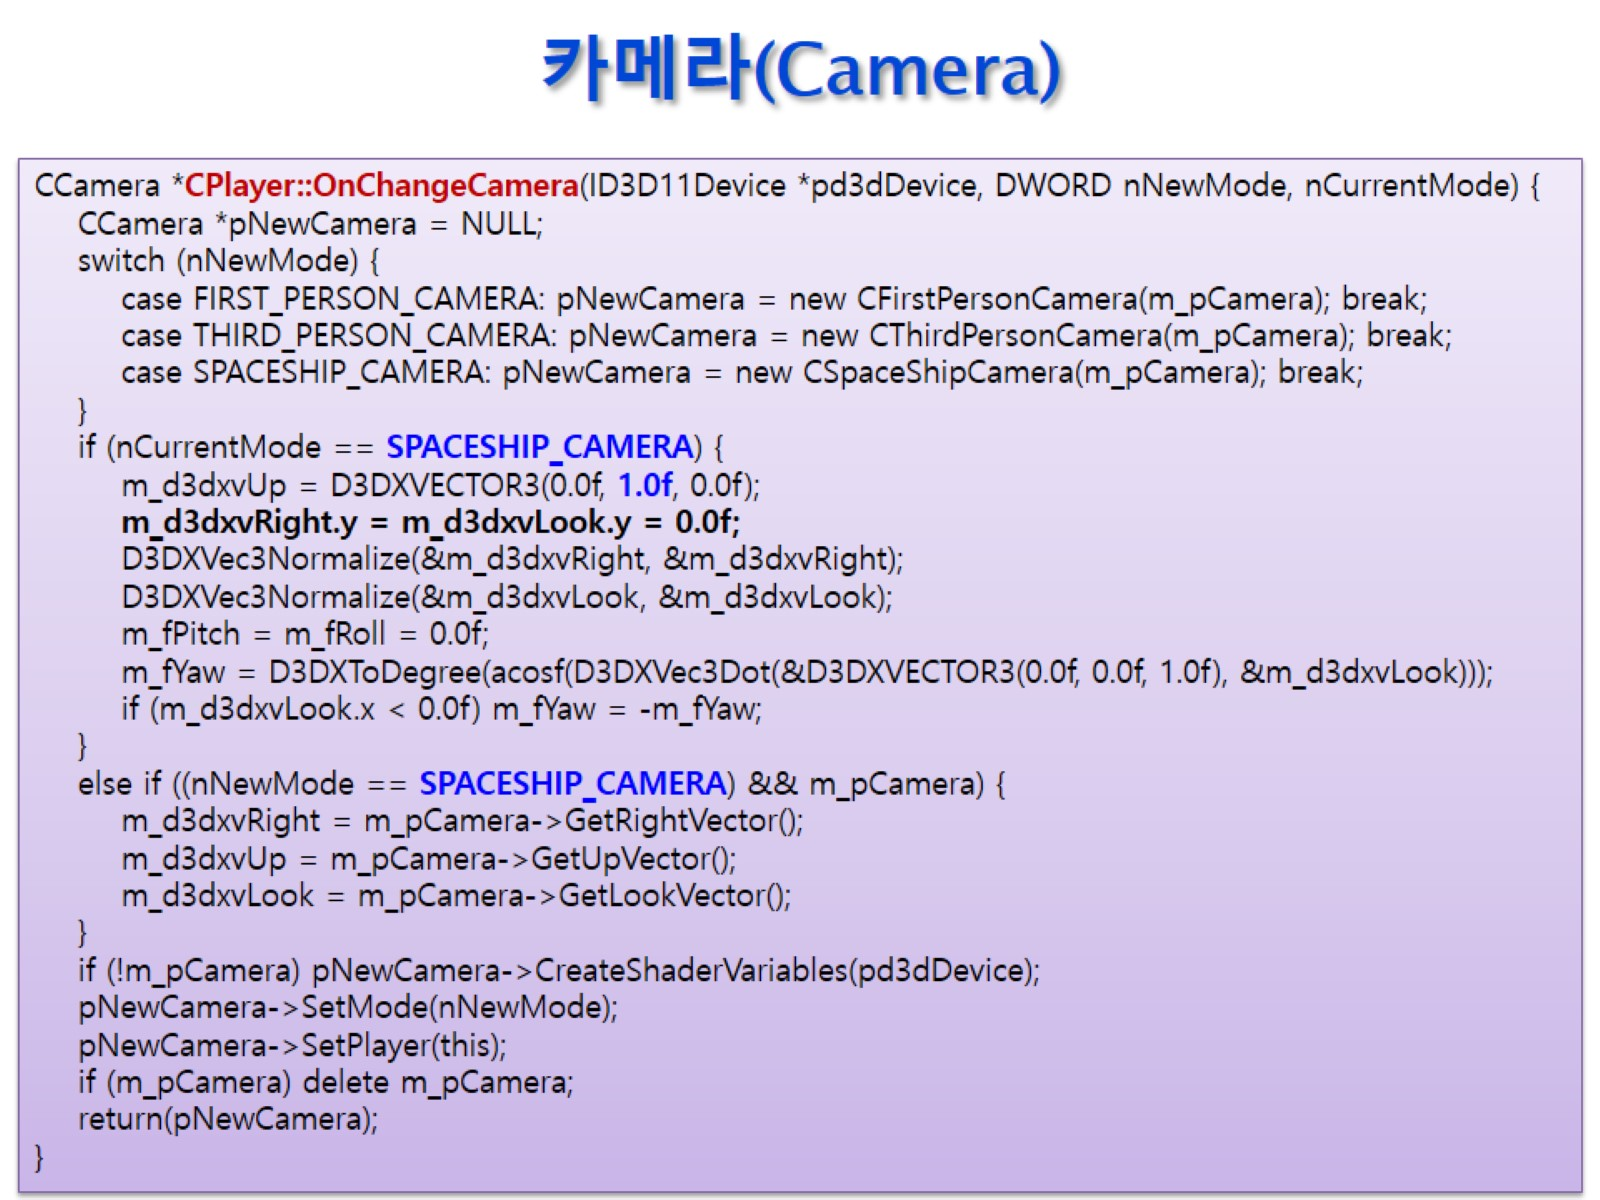 카메라(Camera)
CCamera *CPlayer::OnChangeCamera(ID3D11Device *pd3dDevice, DWORD nNewMode, nCurrentMode) {
CCamera *pNewCamera = NULL;
switch (nNewMode) {
case FIRST_PERSON_CAMERA: pNewCamera = new CFirstPersonCamera(m_pCamera); break;
case THIRD_PERSON_CAMERA: pNewCamera = new CThirdPersonCamera(m_pCamera); break;
case SPACESHIP_CAMERA: pNewCamera = new CSpaceShipCamera(m_pCamera); break;
}
if (nCurrentMode == SPACESHIP_CAMERA) {
m_d3dxvUp = D3DXVECTOR3(0.0f, 1.0f, 0.0f);
m_d3dxvRight.y = m_d3dxvLook.y = 0.0f;
D3DXVec3Normalize(&m_d3dxvRight, &m_d3dxvRight);
D3DXVec3Normalize(&m_d3dxvLook, &m_d3dxvLook);
m_fPitch = m_fRoll = 0.0f;
m_fYaw = D3DXToDegree(acosf(D3DXVec3Dot(&D3DXVECTOR3(0.0f, 0.0f, 1.0f), &m_d3dxvLook)));
if (m_d3dxvLook.x < 0.0f) m_fYaw = -m_fYaw;
}
else if ((nNewMode == SPACESHIP_CAMERA) && m_pCamera) {
m_d3dxvRight = m_pCamera->GetRightVector();
m_d3dxvUp = m_pCamera->GetUpVector();
m_d3dxvLook = m_pCamera->GetLookVector();
}
if (!m_pCamera) pNewCamera->CreateShaderVariables(pd3dDevice);
pNewCamera->SetMode(nNewMode);
pNewCamera->SetPlayer(this);
if (m_pCamera) delete m_pCamera;
return(pNewCamera);
}